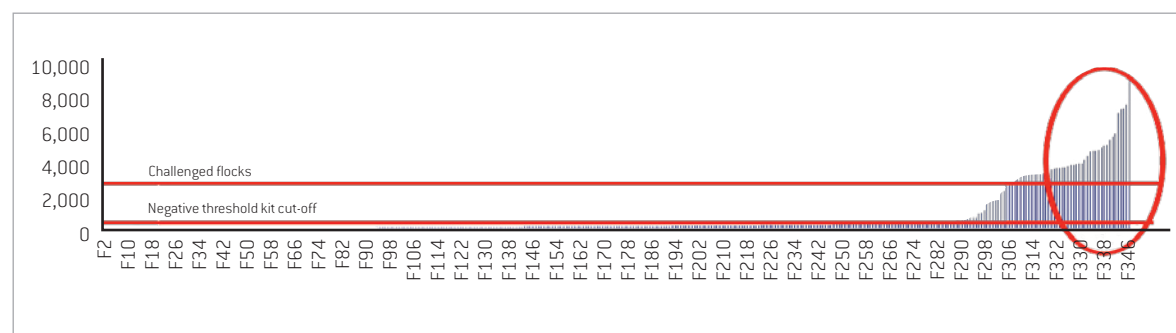 10,000
8,000
6,000
4,000
Challenged flocks
2,000
Negative threshold kit cut-off
0
F2 F10 F18 F26 F34 F42 F50 F58 F66 F74 F82 F90 F98 F106 F114 F122 F130 F138 F146 F154 F162 F170 F178 F186 F194 F202 F210 F218 F226 F234 F242 F250 F258 F266 F274 F282 F290 F298 F306 F314 F322 F330 F338 F346